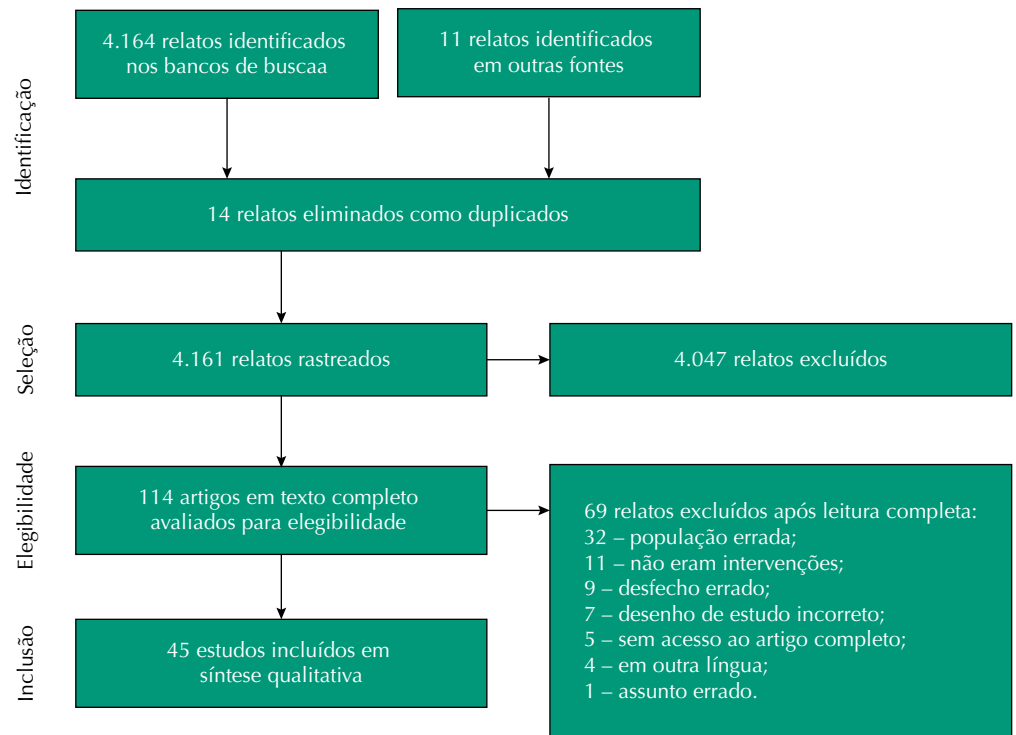 Identificação
4.164 relatos identificados
nos bancos de buscaa
11 relatos identificados
em outras fontes
14 relatos eliminados como duplicados
Seleção
4.161 relatos rastreados
4.047 relatos excluídos
Elegibilidade
114 artigos em texto completo
avaliados para elegibilidade
69 relatos excluídos após leitura completa:
32 – população errada;
11 – não eram intervenções;
9 – desfecho errado;
7 – desenho de estudo incorreto;
5 – sem acesso ao artigo completo;
4 – em outra língua;
1 – assunto errado.
Inclusão
45 estudos incluídos em
síntese qualitativa